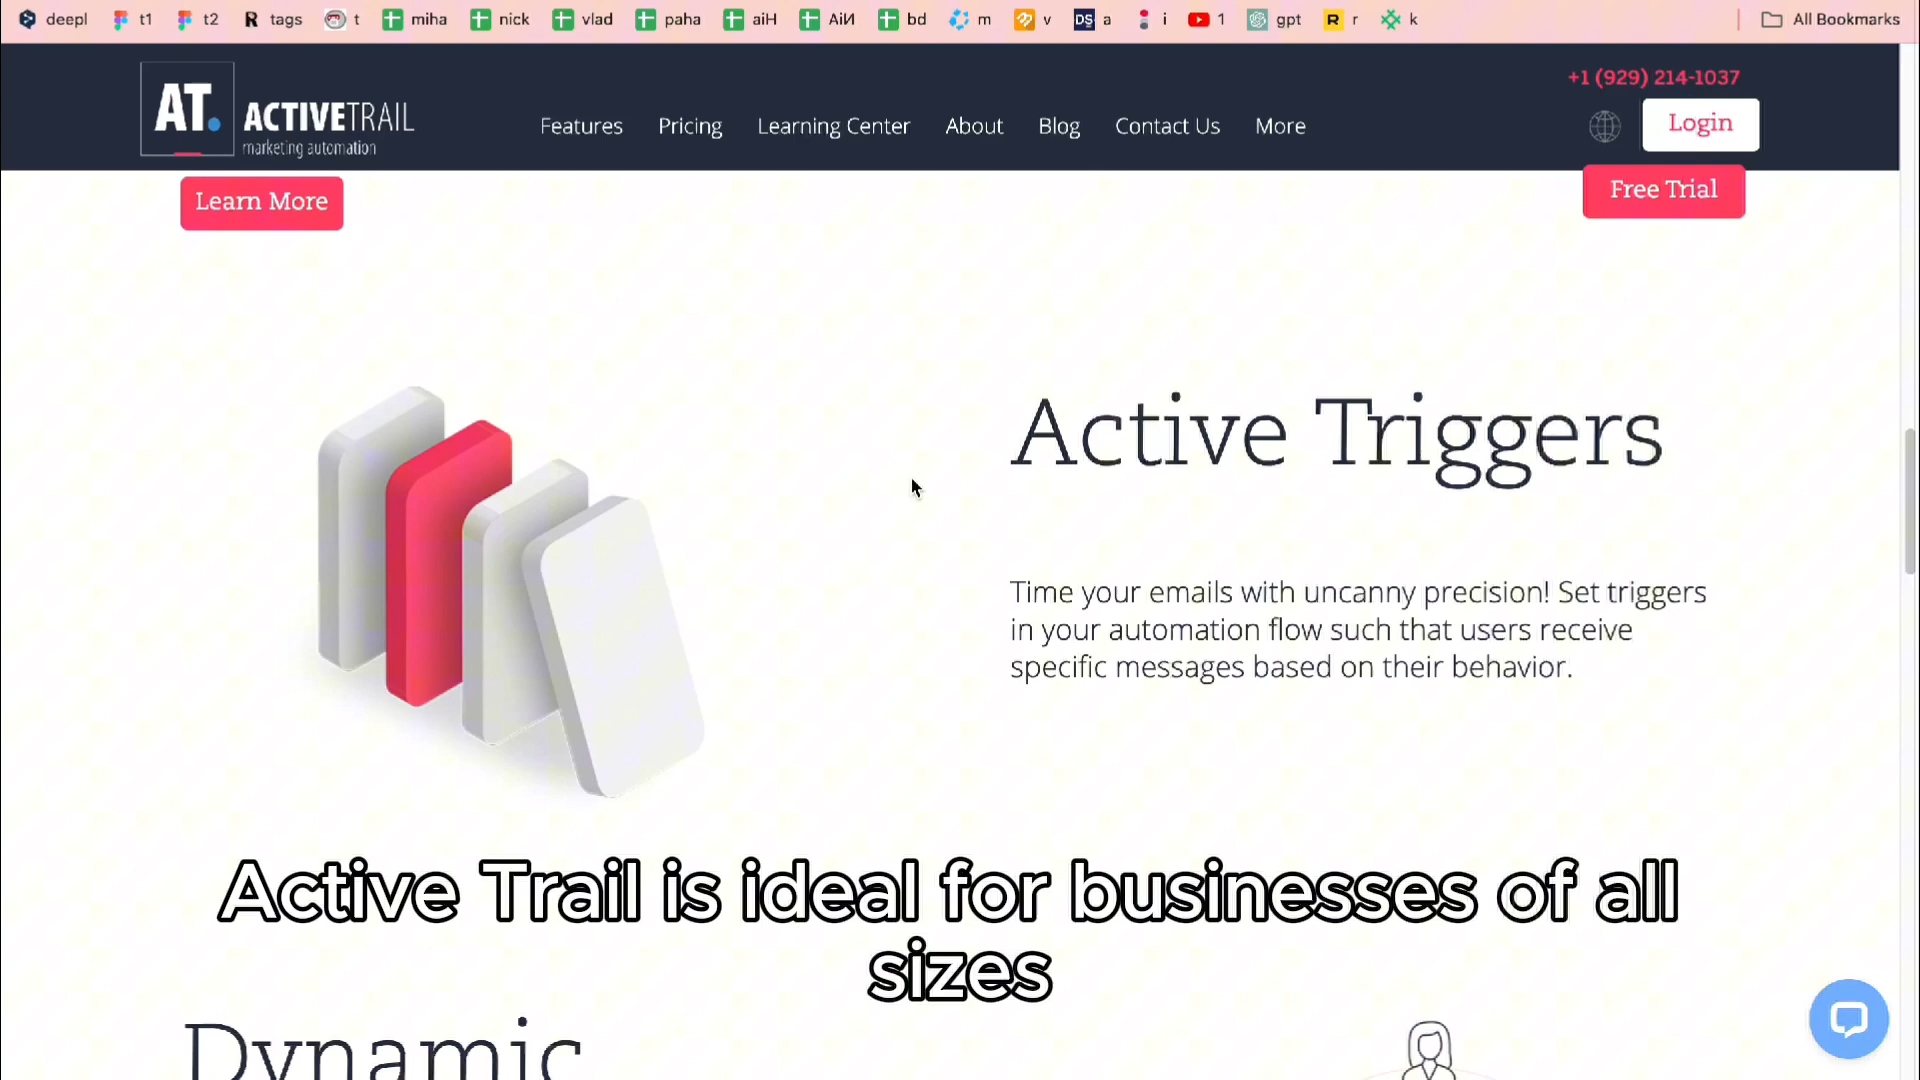 deepl t1 t2 tags t miha nick vlad paha aiH AiИ bd m v a i 1 gpt r k All Bookmarks
+1 (929) 214-1037
AT. ACTIVETRAIL
marketing automation
Features Pricing Learning Center About Blog Contact Us More
Login
Learn More
Free Trial
Active Triggers
Time your emails with uncanny precision! Set triggers
in your automation flow such that users receive
specific messages based on their behavior.
Active Trail is ideal for businesses of all
sizes
Dynamic